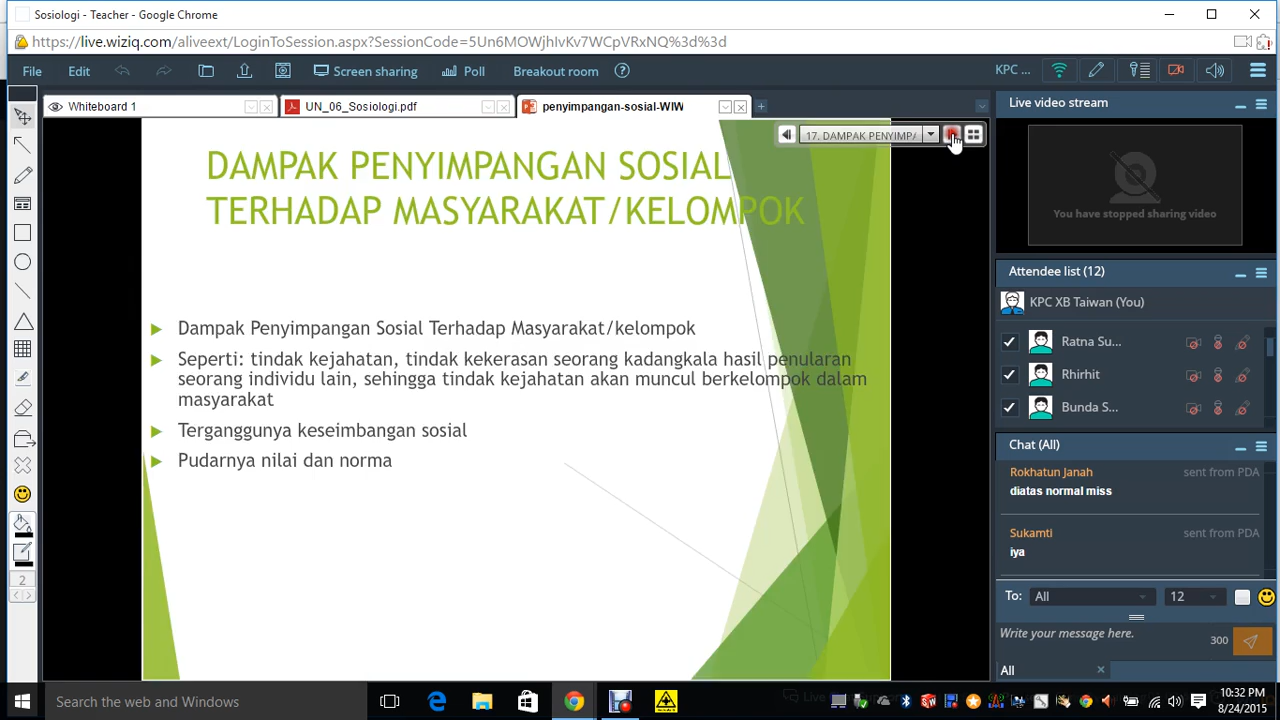 Sosiologi - Teacher - Google Chrome
https://live.wiziq.com/aliveext/LoginToSession.aspx?SessionCode=5Un6MOWjhIvKv7WCpVRxNQ%3d%3d
File Edit Screen sharing Poll Breakout room KPC ...
Whiteboard 1 UN_06_Sosiologi.pdf penyimpangan-sosial-WIW
Live video stream
17. DAMPAK PENYIMP/
DAMPAK PENYIMPANGAN SOSIAL
TERHADAP MASYARAKAT/KELOMPOK
Dampak Penyimpangan Sosial Terhadap Masyarakat/kelompok
Seperti: tindak kejahatan, tindak kekerasan seorang kadangkala hasil penularan
seorang individu lain, sehingga tindak kejahatan akan muncul berkelompok dalam
masyarakat
Terganggunya keseimbangan sosial
Pudarnya nilai dan norma
2
You have stopped sharing video
Attendee list (12)
KPC XB Taiwan (You)
Ratna Su...
Rhirhit
Bunda S...
Chat (All)
Rokhatun Janah sent from PDA
diatas normal miss
Sukamti sent from PDA
iya
To: All 12
Write your message here. 300
All
Search the web and Windows
10:32 PM
8/24/2015